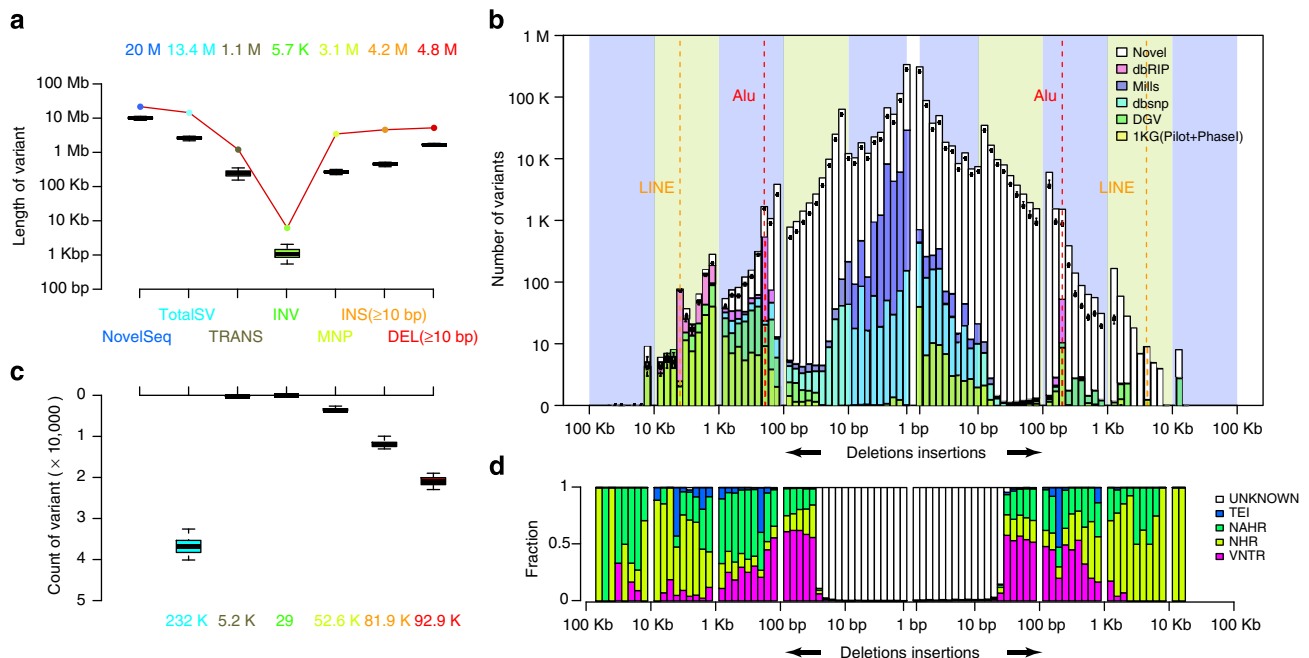 a
20 M 13.4 M 1.1 M 5.7 K 3.1 M 4.2 M 4.8 M
Length of variant
100 Mb
10 Mb
1 Mb
100 Kb
10 Kb
1 Kbp
100 bp
TotalSV INV INS(≥10 bp)
NovelSeq TRANS MNP DEL(≥10 bp)
b
Number of variants
1 M
100 K
10 K
1 K
100
10
0
LINE Alu Alu LINE
Novel
dbRIP
Mills
dbsnp
DGV
1KG(Pilot+PhaseI)
100 Kb 10 Kb 1 Kb 100 bp 10 bp 1 bp 10 bp 100 bp 1 Kb 10 Kb 100 Kb
Deletions insertions
c
Count of variant ( × 10,000)
0
1
2
3
4
5
232 K 5.2 K 29 52.6 K 81.9 K 92.9 K
d
Fraction
1
0.5
0
UNKNOWN
TEI
NAHR
NHR
VNTR
100 Kb 10 Kb 1 Kb 100 bp 10 bp 1 bp 10 bp 100 bp 1 Kb 10 Kb 100 Kb
Deletions insertions